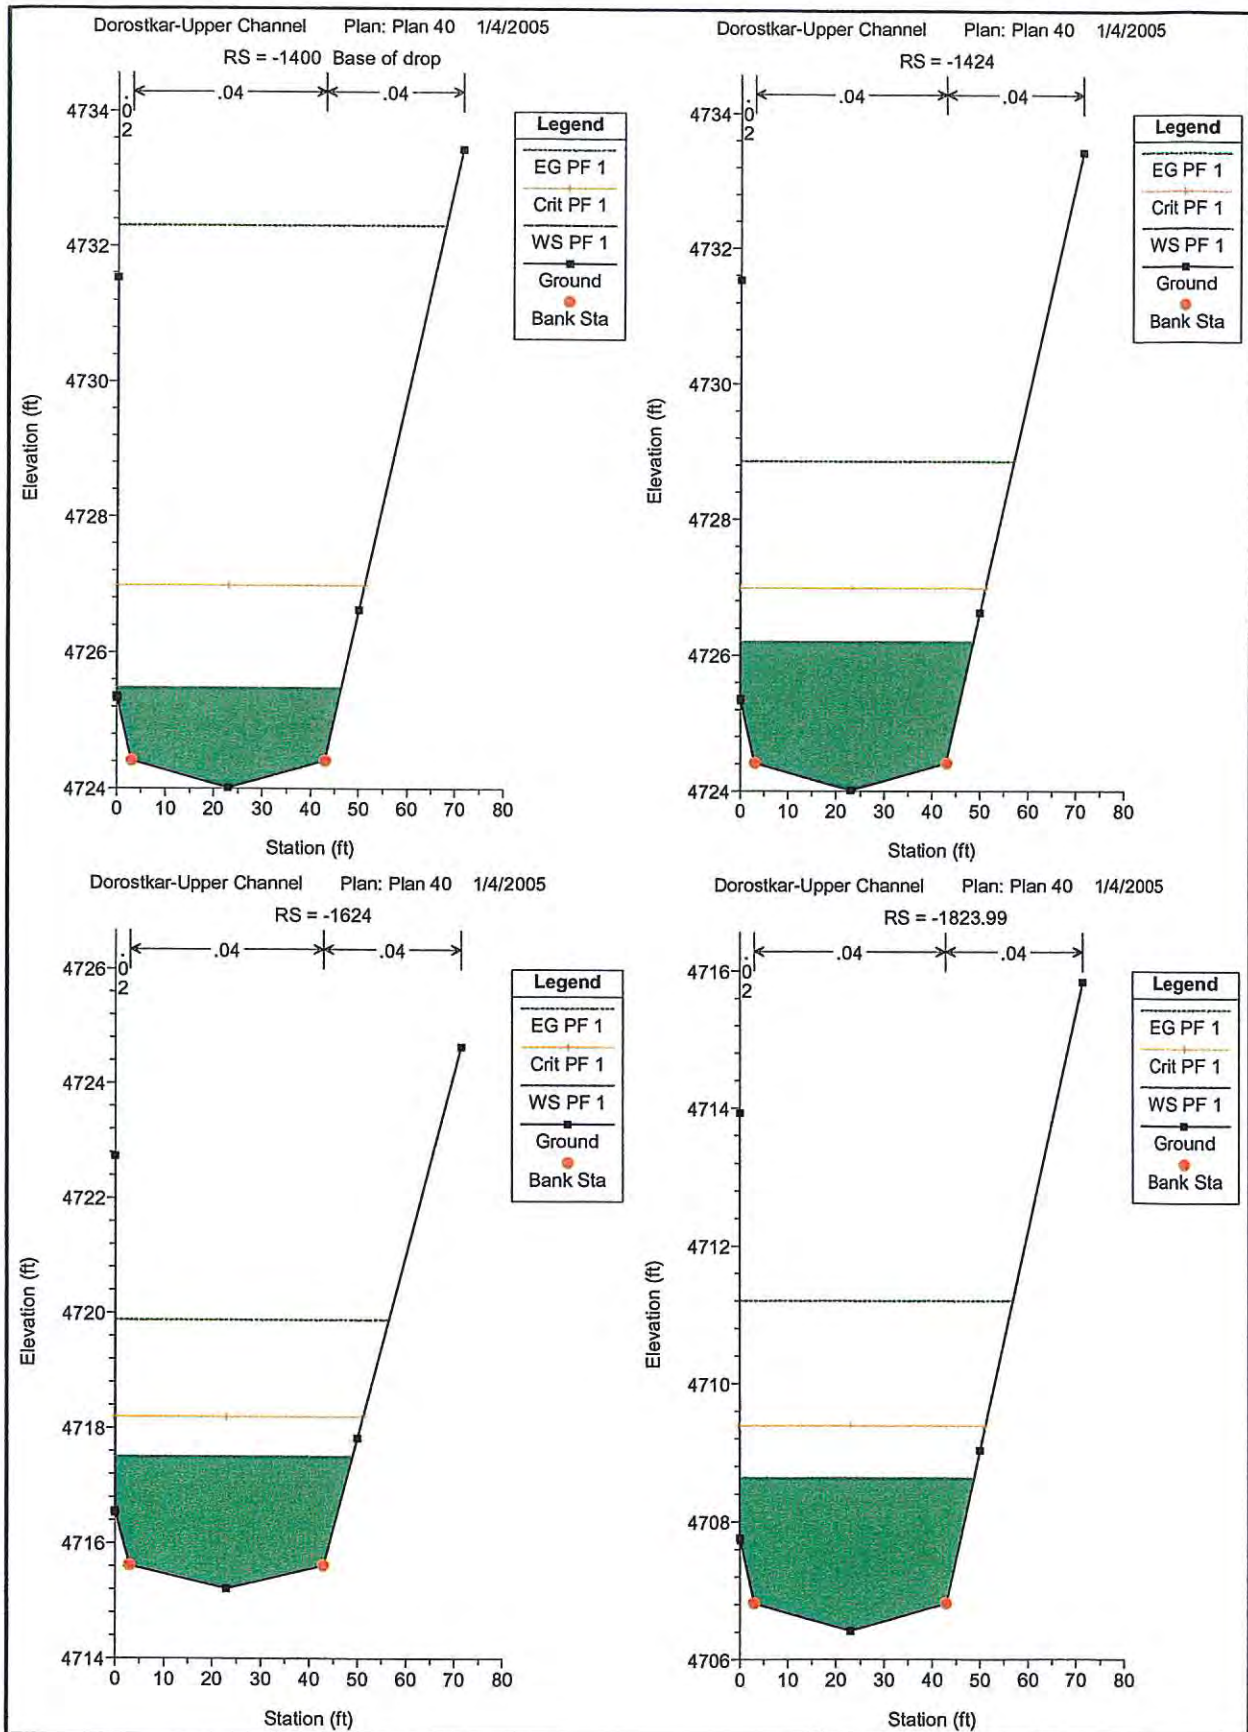 Dorostkar-Upper Channel Plan: Plan 40 1/4/2005
RS = -1400 Base of drop
.02
.04
.04
Legend
EG PF 1
Crit PF 1
WS PF 1
Ground
Bank Sta
4734
4732
4730
4728
4726
4724
Elevation (ft)
0 10 20 30 40 50 60 70 80
Station (ft)
Dorostkar-Upper Channel Plan: Plan 40 1/4/2005
RS = -1424
.02
.04
.04
Legend
EG PF 1
Crit PF 1
WS PF 1
Ground
Bank Sta
4734
4732
4730
4728
4726
4724
Elevation (ft)
0 10 20 30 40 50 60 70 80
Station (ft)
Dorostkar-Upper Channel Plan: Plan 40 1/4/2005
RS = -1624
.02
.04
.04
Legend
EG PF 1
Crit PF 1
WS PF 1
Ground
Bank Sta
4726
4724
4722
4720
4718
4716
4714
Elevation (ft)
0 10 20 30 40 50 60 70 80
Station (ft)
Dorostkar-Upper Channel Plan: Plan 40 1/4/2005
RS = -1823.99
.02
.04
.04
Legend
EG PF 1
Crit PF 1
WS PF 1
Ground
Bank Sta
4716
4714
4712
4710
4708
4706
Elevation (ft)
0 10 20 30 40 50 60 70 80
Station (ft)